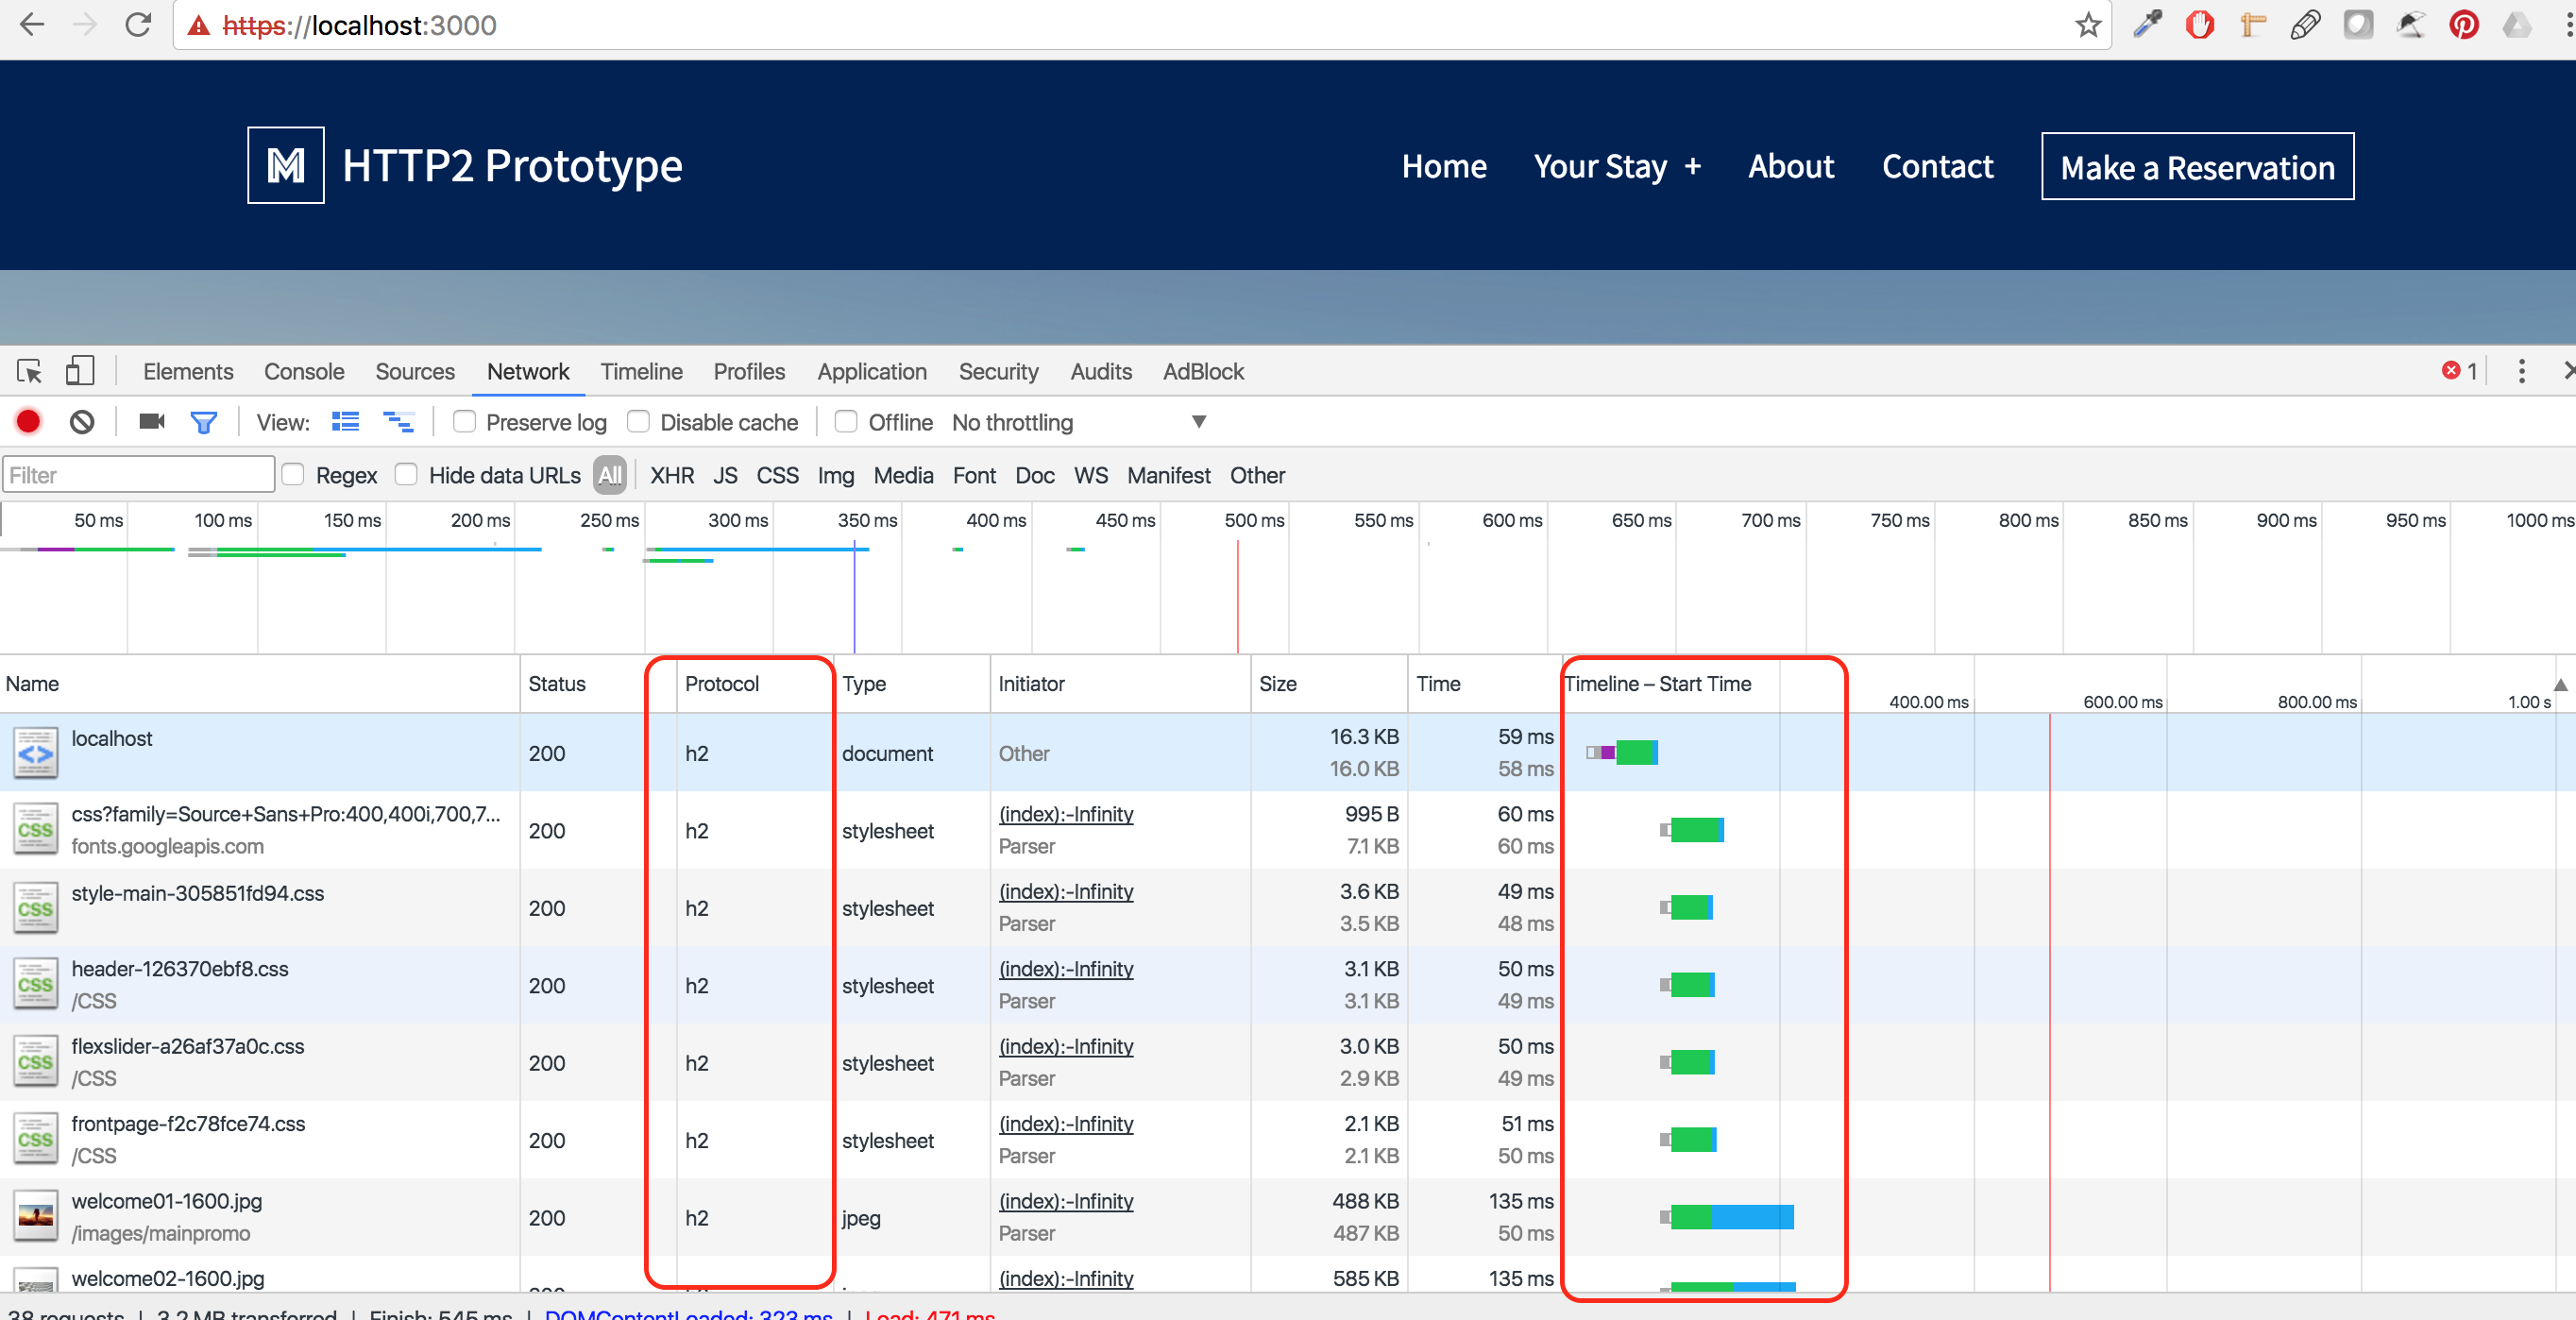 https://localhost:3000
M HTTP2 Prototype Home Your Stay + About Contact Make a Reservation
Elements Console Sources Network Timeline Profiles Application Security Audits AdBlock 1
View: Preserve log Disable cache Offline No throttling
Filter Regex Hide data URLs All XHR JS CSS Img Media Font Doc WS Manifest Other
50 ms 100 ms 150 ms 200 ms 250 ms 300 ms 350 ms 400 ms 450 ms 500 ms 550 ms 600 ms 650 ms 700 ms 750 ms 800 ms 850 ms 900 ms 950 ms 1000 ms
Name Status Protocol Type Initiator Size Time Timeline – Start Time 400.00 ms 600.00 ms 800.00 ms 1.00 s
localhost 200 h2 document Other 16.3 KB 59 ms
16.0 KB 58 ms
css?family=Source+Sans+Pro:400,400i,700,7... 200 h2 stylesheet (index):-Infinity 995 B 60 ms
fonts.googleapis.com Parser 7.1 KB 60 ms
style-main-305851fd94.css 200 h2 stylesheet (index):-Infinity 3.6 KB 49 ms
Parser 3.5 KB 48 ms
header-126370ebf8.css 200 h2 stylesheet (index):-Infinity 3.1 KB 50 ms
/CSS Parser 3.1 KB 49 ms
flexslider-a26af37a0c.css 200 h2 stylesheet (index):-Infinity 3.0 KB 50 ms
/CSS Parser 2.9 KB 49 ms
frontpage-f2c78fce74.css 200 h2 stylesheet (index):-Infinity 2.1 KB 51 ms
/CSS Parser 2.1 KB 50 ms
welcome01-1600.jpg 200 h2 jpeg (index):-Infinity 488 KB 135 ms
/images/mainpromo Parser 487 KB 50 ms
welcome02-1600.jpg (index):-Infinity 585 KB 135 ms
38 requests | 3.2 MB transferred | Finish: 545 ms | DOMContentLoaded: 323 ms | Load: 471 ms